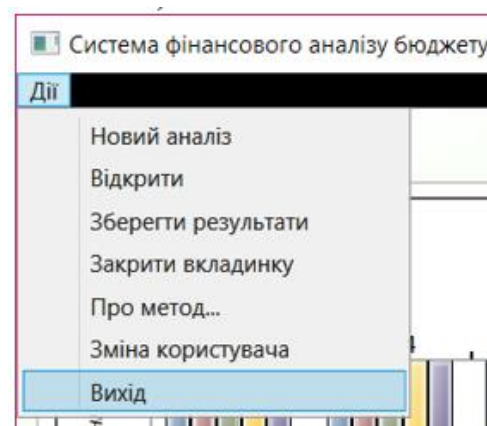 Система фінансового аналізу бюджету
Дії
Новий аналіз
Відкрити
Зберегти результати
Закрити вкладинку
Про метод...
Зміна користувача
Вихід